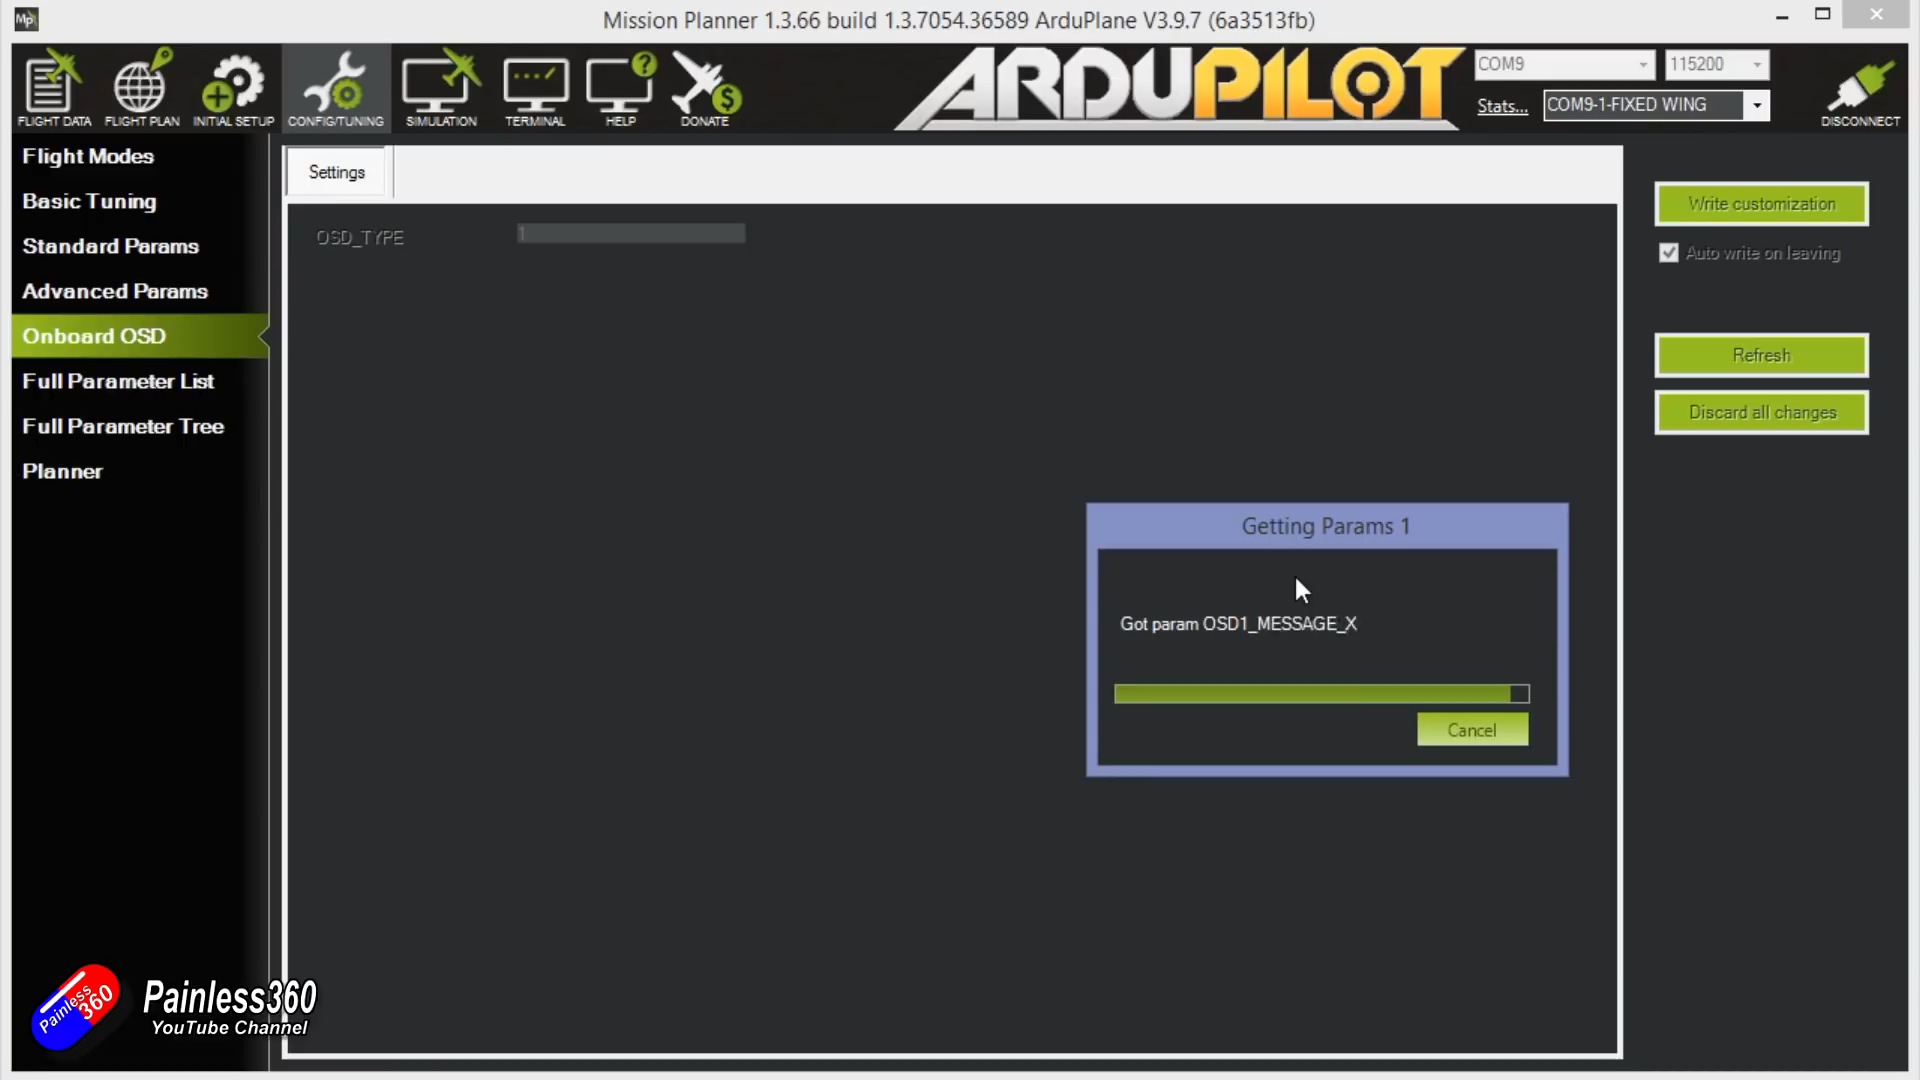 Mp
Mission Planner 1.3.66 build 1.3.7054.36589 ArduPlane V3.9.7 (6a3513fb)
FLIGHT DATA
FLIGHT PLAN
INITIAL SETUP
CONFIG/TUNING
SIMULATION
TERMINAL
HELP
DONATE
ARDUPILOT
COM9
115200
Stats...
COM9-1-FIXED WING
DISCONNECT
Flight Modes
Basic Tuning
Standard Params
Advanced Params
Onboard OSD
Full Parameter List
Full Parameter Tree
Planner
Settings
OSD_TYPE
1
Write customization
Auto write on leaving
Refresh
Discard all changes
Getting Params 1
Got param OSD1_MESSAGE_X
Cancel
Painless
360
Painless360
YouTube Channel